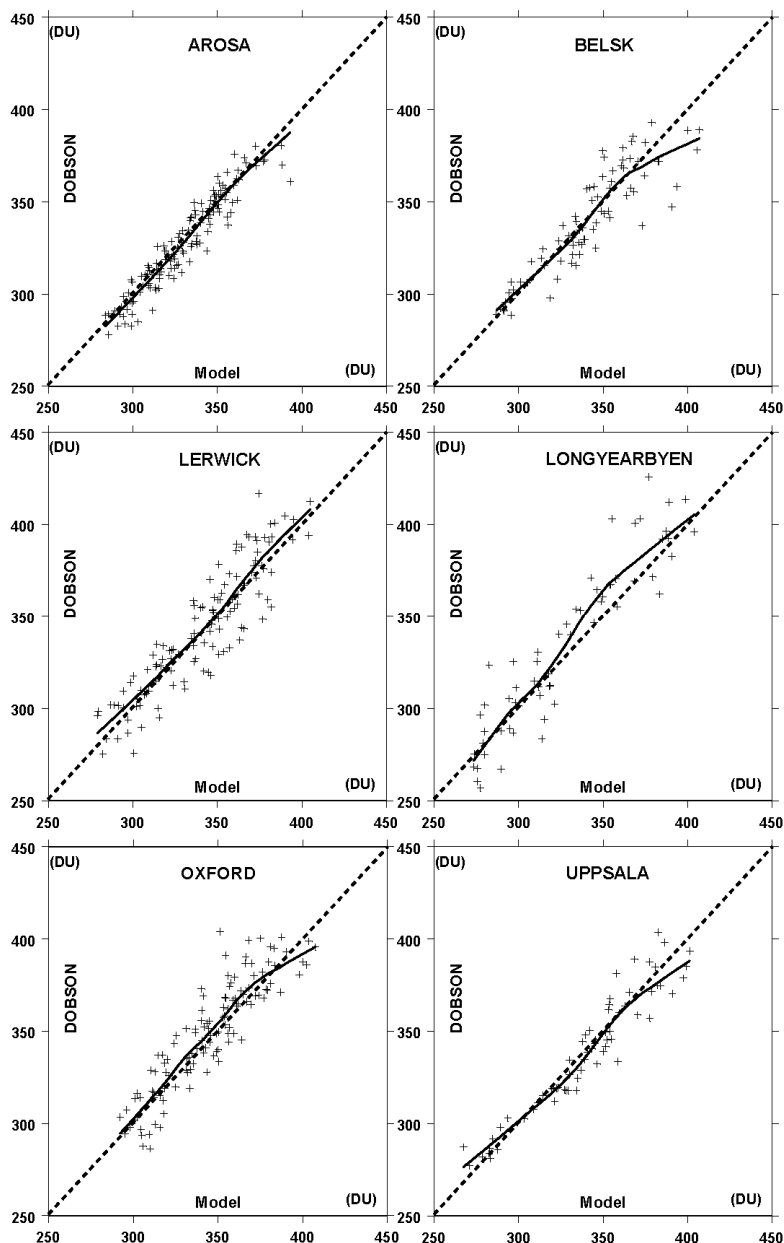 450
(DU)
AROSA
400
DOBSON
350
300
250
Model
(DU)
250
300
350
400
450
450
(DU)
BELSK
400
DOBSON
350
300
250
Model
(DU)
250
300
350
400
450
450
(DU)
LERWICK
400
DOBSON
350
300
250
Model
(DU)
250
300
350
400
450
450
(DU)
LONGYEARBYEN
400
DOBSON
350
300
250
Model
(DU)
250
300
350
400
450
450
(DU)
OXFORD
400
DOBSON
350
300
250
Model
(DU)
250
300
350
400
450
450
(DU)
UPPSALA
400
DOBSON
350
300
250
Model
(DU)
250
300
350
400
450